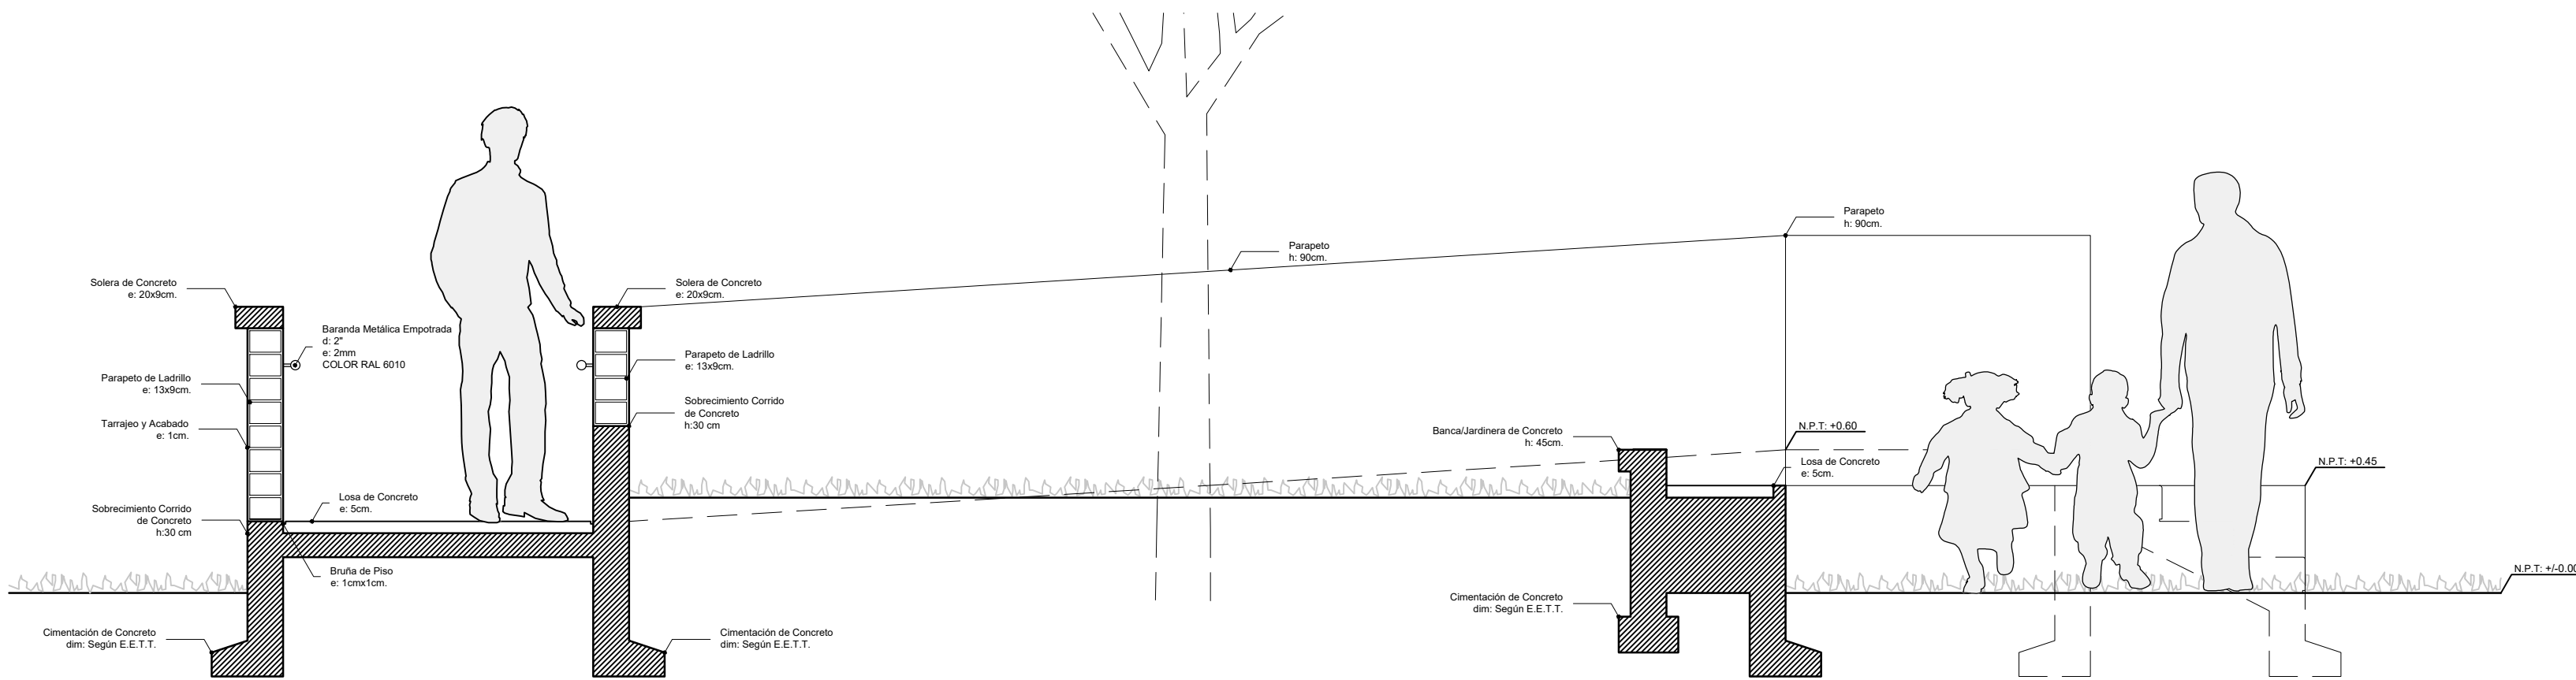 Solera de Concreto
e: 20x9cm.
Baranda Metálica Empotrada
d: 2"
e: 2mm
COLOR RAL 6010
Parapeto de Ladrillo
e: 13x9cm.
Tarrajeo y Acabado
e: 1cm.
Sobrecimiento Corrido
de Concreto
h:30 cm
Losa de Concreto
e: 5cm.
Bruña de Piso
e: 1cmx1cm.
Cimentación de Concreto
dim: Según E.E.T.T.
Solera de Concreto
e: 20x9cm.
Parapeto de Ladrillo
e: 13x9cm.
Sobrecimiento Corrido
de Concreto
h:30 cm
Cimentación de Concreto
dim: Según E.E.T.T.
Parapeto
h: 90cm.
Banca/Jardinera de Concreto
h: 45cm.
Cimentación de Concreto
dim: Según E.E.T.T.
Parapeto
h: 90cm.
N.P.T: +0.60
Losa de Concreto
e: 5cm.
N.P.T: +0.45
N.P.T: +/-0.00